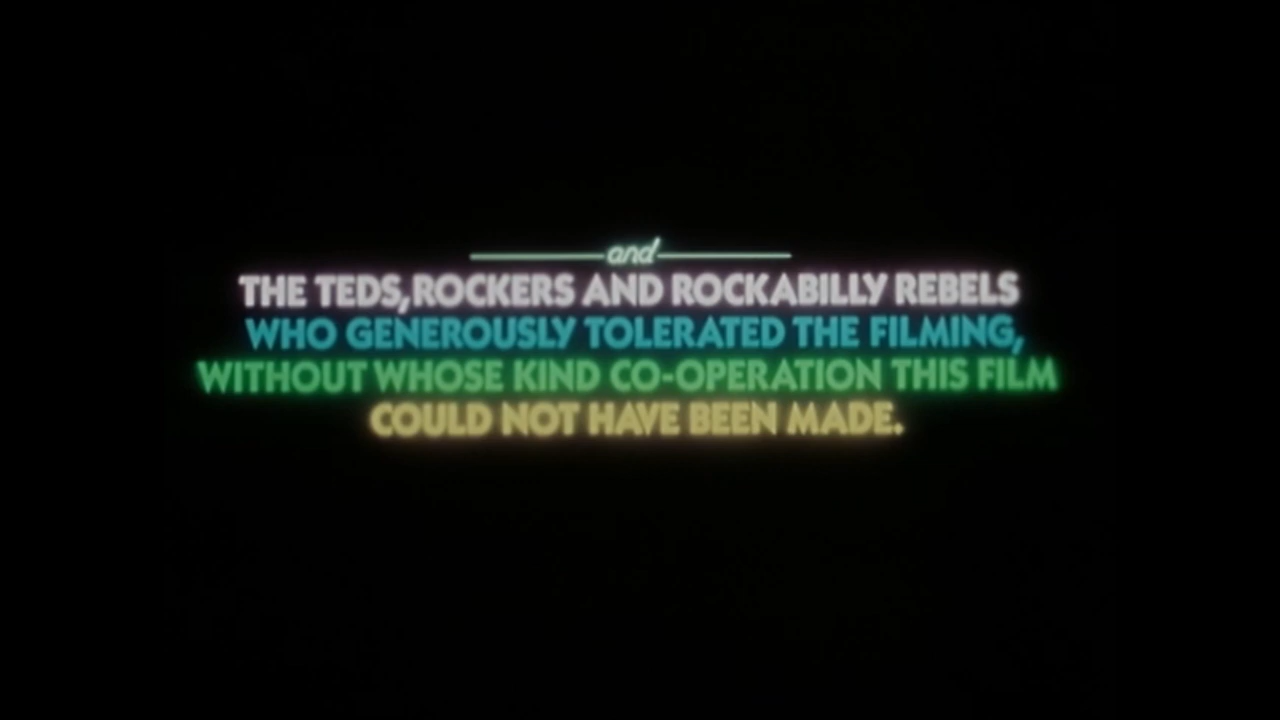 and
THE TEDS, ROCKERS AND ROCKABILLY REBELS
WHO GENEROUSLY TOLERATED THE FILMING,
WITHOUT WHOSE KIND CO-OPERATION THIS FILM
COULD NOT HAVE BEEN MADE.